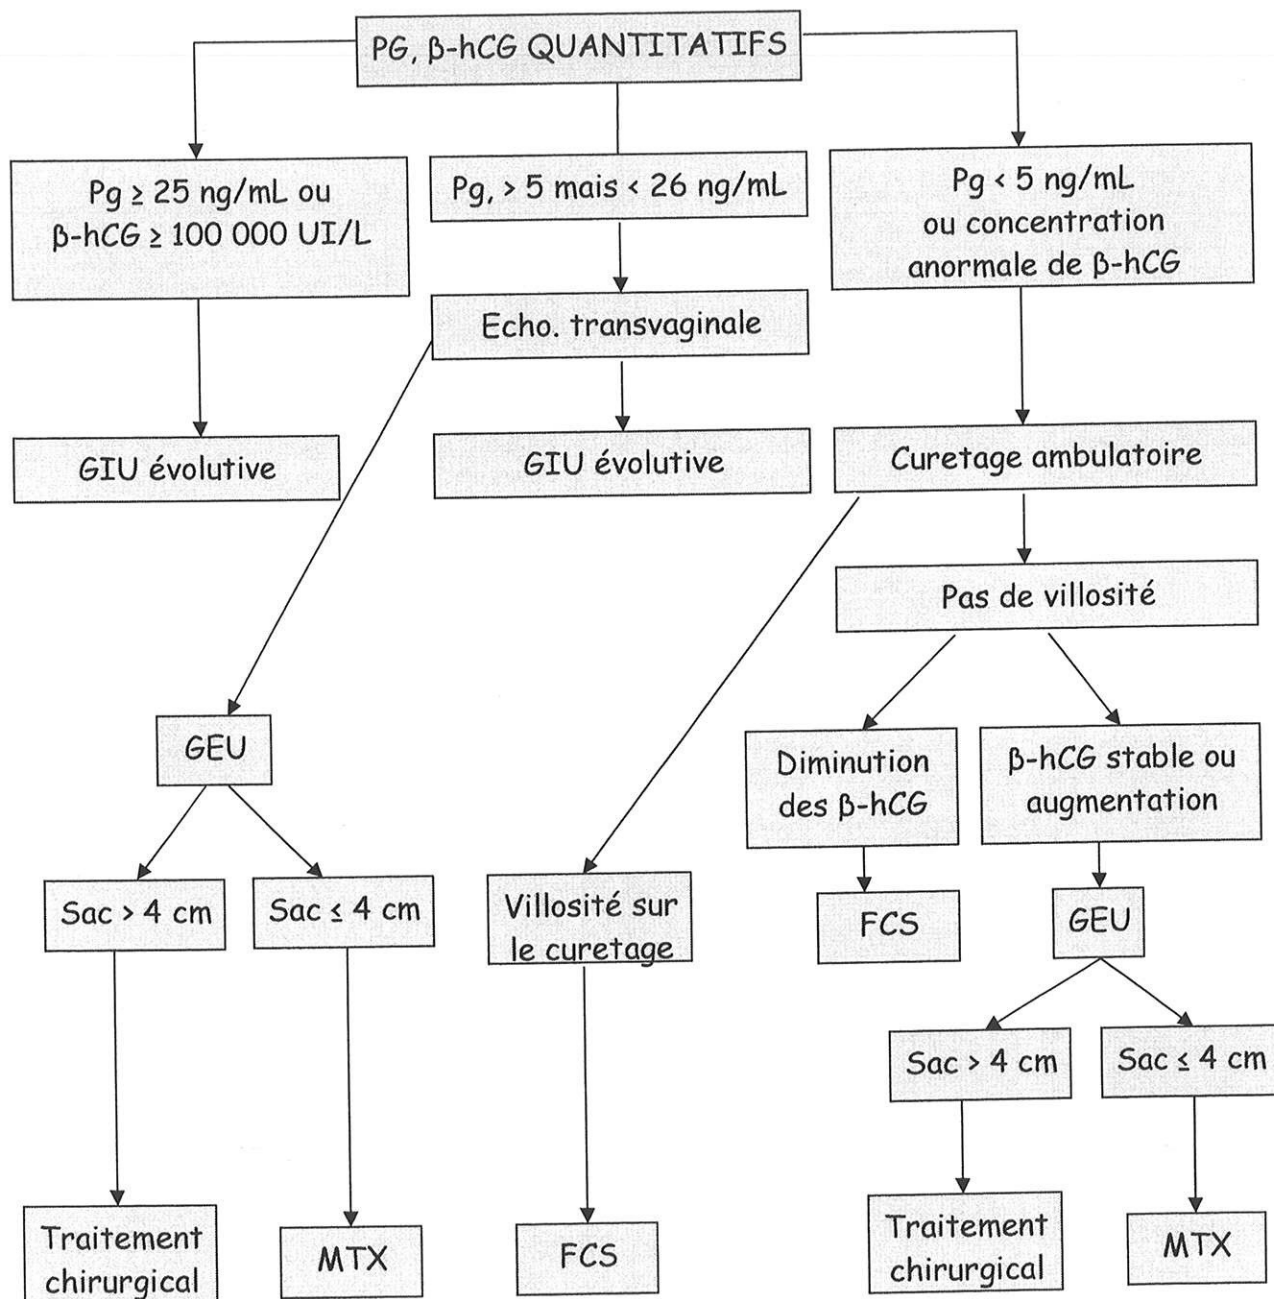 PG, β-hCG QUANTITATIFS
Pg ≥ 25 ng/mL ou
β-hCG ≥ 100 000 UI/L
Pg, > 5 mais < 26 ng/mL
Pg < 5 ng/mL
ou concentration
anormale de β-hCG
Echo. transvaginale
GIU évolutive
GIU évolutive
Curetage ambulatoire
Pas de villosité
GEU
Diminution
des β-hCG
β-hCG stable ou
augmentation
Sac > 4 cm
Sac ≤ 4 cm
Villosité sur
le curetage
FCS
GEU
Sac > 4 cm
Sac ≤ 4 cm
Traitement
chirurgical
MTX
FCS
Traitement
chirurgical
MTX